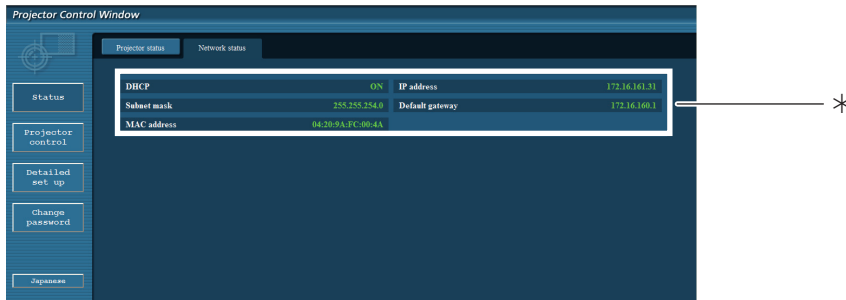 Projector Control Window
Projector status Network status
Status
Projector
control
Detailed
set up
Change
password
Japanese
DHCP ON IP address 172.16.161.31
Subnet mask 255.255.254.0 Default gateway 172.16.160.1
MAC address 04:20:9A:FC:00:4A
*